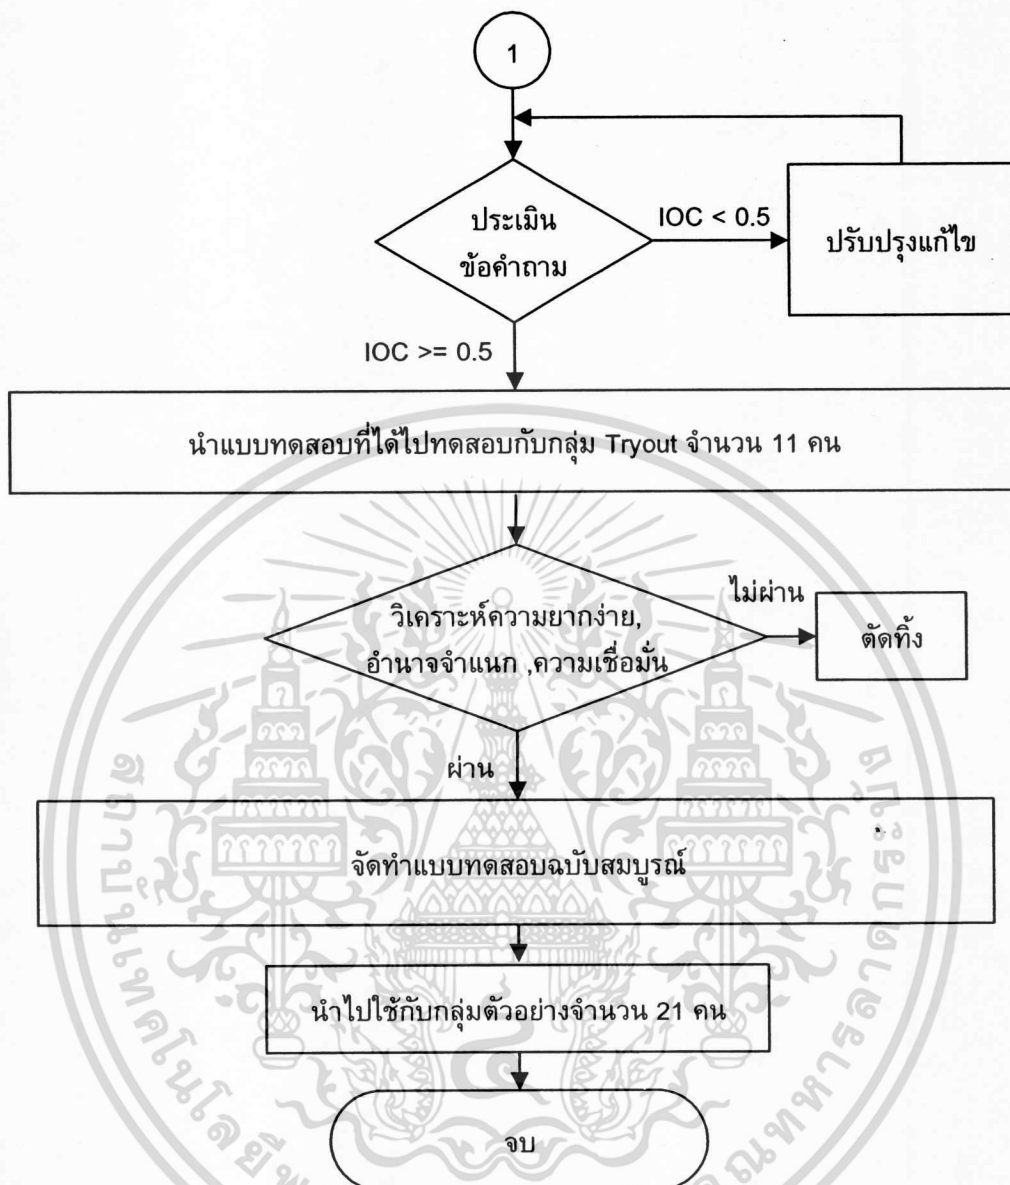 1
ประเมิน
ข้อคำถาม
IOC < 0.5
ปรับปรุงแก้ไข
IOC >= 0.5
นำแบบทดสอบที่ได้ไปทดสอบกับกลุ่ม Tryout จำนวน 11 คน
วิเคราะห์ความยากง่าย,
อำนาจจำแนก ,ความเชื่อมั่น
ไม่ผ่าน
ตัดทิ้ง
ผ่าน
จัดทำแบบทดสอบฉบับสมบูรณ์
นำไปใช้กับกลุ่มตัวอย่างจำนวน 21 คน
จบ